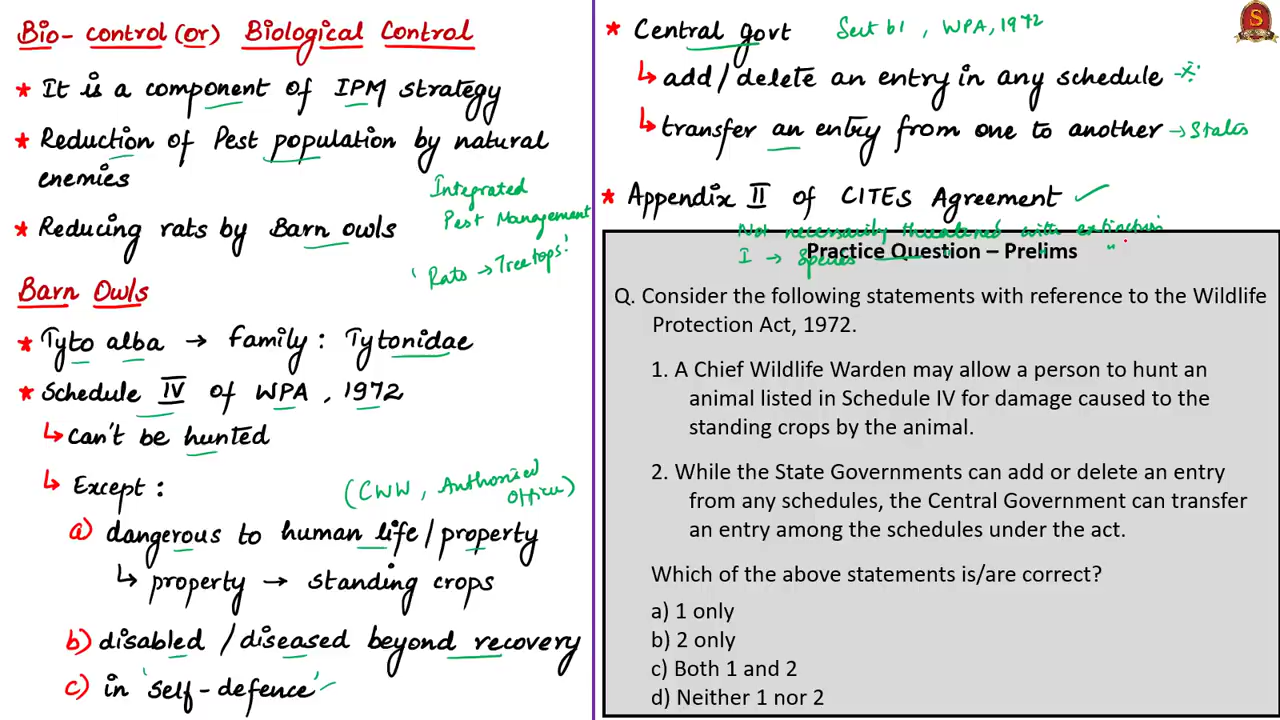 Bio-control (or) Biological Control
* It is a component of IPM strategy
* Reduction of Pest population by natural
enemies
Integrated
Pest Management
* Reducing rats by Barn owls
'Rats → Tree tops!'
Barn Owls
* Tyto alba → Family: Tytonidae
* Schedule IV of WPA, 1972
↳ Can't be hunted
↳ Except:
(CWW, Authorised
Officer)
a) dangerous to human life/property
↳ property → standing crops
b) disabled / diseased beyond recovery
c) in 'self-defence'
* Central govt
Sect 61, WPA, 1972
↳ add/delete an entry in any schedule
↳ transfer an entry from one to another → States
* Appendix II of CITEs Agreement ✓
Not necessarily threatened with extinction
I → Species " "
S
Practice Question – Prelims
Q. Consider the following statements with reference to the Wildlife
Protection Act, 1972.
1. A Chief Wildlife Warden may allow a person to hunt an
animal listed in Schedule IV for damage caused to the
standing crops by the animal.
2. While the State Governments can add or delete an entry
from any schedules, the Central Government can transfer
an entry among the schedules under the act.
Which of the above statements is/are correct?
a) 1 only
b) 2 only
c) Both 1 and 2
d) Neither 1 nor 2